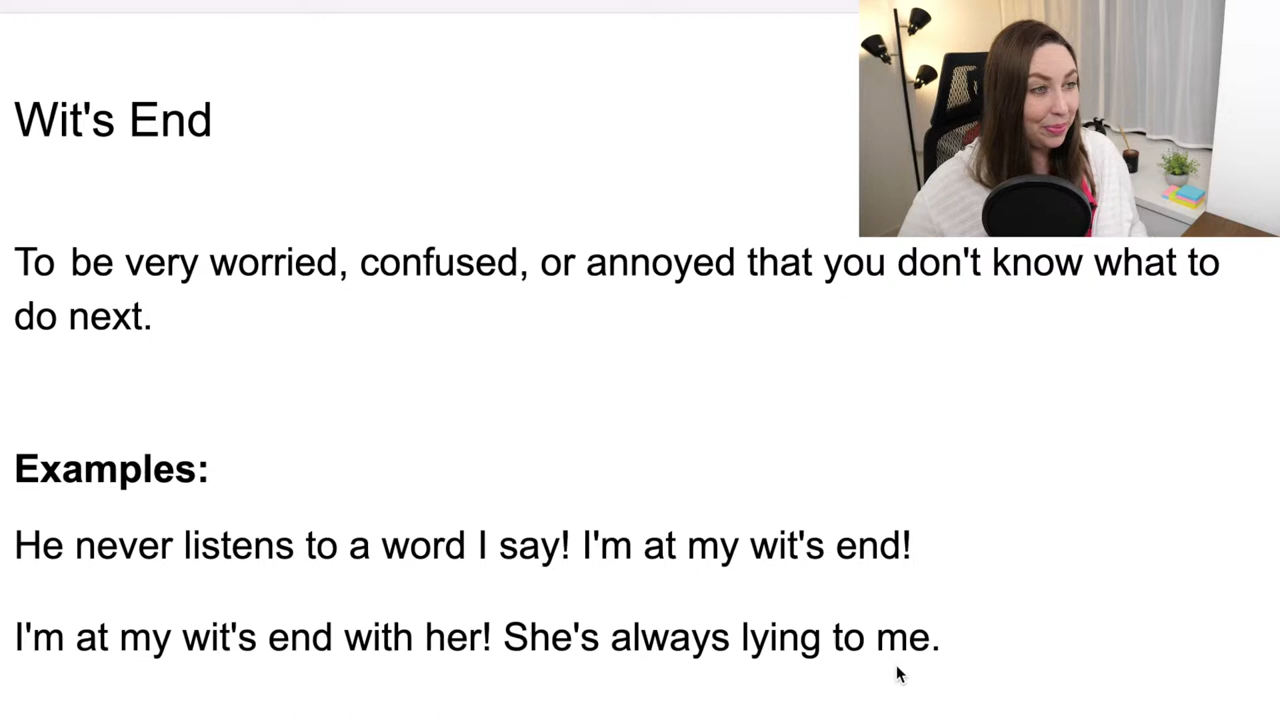 Wit's End
To be very worried, confused, or annoyed that you don't know what to
do next.
Examples:
He never listens to a word I say! I'm at my wit's end!
I'm at my wit's end with her! She's always lying to me.